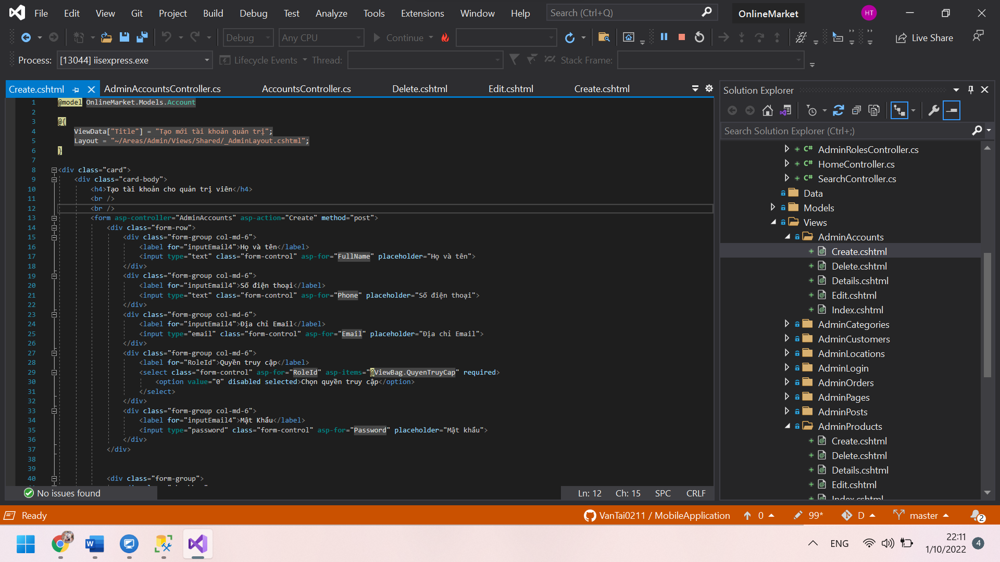 File Edit View Git Project Build Debug Test Analyze Tools Extensions Window Help Search (Ctrl+Q) OnlineMarket HT
Debug Any CPU Continue Live Share
Process: [13044] iisexpress.exe Lifecycle Events Thread: Stack Frame:
Create.cshtml AdminAccountsController.cs AccountsController.cs Delete.cshtml Edit.cshtml Create.cshtml
1 @model OnlineMarket.Models.Account
2
3 @{
4 ViewData["Title"] = "Tạo mới tài khoản quản trị";
5 Layout = "~/Areas/Admin/Views/Shared/_AdminLayout.cshtml";
6 }
7
8 <div class="card">
9 <div class="card-body">
10 <h4>Tạo tài khoản cho quản trị viên</h4>
11 <br />
12 <br />
13 <form asp-controller="AdminAccounts" asp-action="Create" method="post">
14 <div class="form-row">
15 <div class="form-group col-md-6">
16 <label for="inputEmail4">Họ và tên</label>
17 <input type="text" class="form-control" asp-for="FullName" placeholder="Họ và tên">
18 </div>
19 <div class="form-group col-md-6">
20 <label for="inputEmail4">Số điện thoại</label>
21 <input type="text" class="form-control" asp-for="Phone" placeholder="Số điện thoại">
22 </div>
23 <div class="form-group col-md-6">
24 <label for="inputEmail4">Địa chỉ Email</label>
25 <input type="email" class="form-control" asp-for="Email" placeholder="Địa chỉ Email">
26 </div>
27 <div class="form-group col-md-6">
28 <label for="RoleId">Quyền truy cập</label>
29 <select class="form-control" asp-for="RoleId" asp-items="@ViewBag.QuyenTruyCap" required>
30 <option value="0" disabled selected>Chọn quyền truy cập</option>
31 </select>
32 </div>
33 <div class="form-group col-md-6">
34 <label for="inputEmail4">Mật Khẩu</label>
35 <input type="password" class="form-control" asp-for="Password" placeholder="Mật khẩu">
36 </div>
37 </div>
38
39
40 <div class="form-group">
No issues found Ln: 12 Ch: 15 SPC CRLF
Solution Explorer
Search Solution Explorer (Ctrl+;)
C# AdminRolesController.cs
C# HomeController.cs
C# SearchController.cs
Data
Models
Views
AdminAccounts
Create.cshtml
Delete.cshtml
Details.cshtml
Edit.cshtml
Index.cshtml
AdminCategories
AdminCustomers
AdminLocations
AdminLogin
AdminOrders
AdminPages
AdminPosts
AdminProducts
Create.cshtml
Delete.cshtml
Details.cshtml
Edit.cshtml
Index.cshtml
Ready VanTai0211 / MobileApplication 0 99* D master 2
ENG 22:11 4
1/10/2022